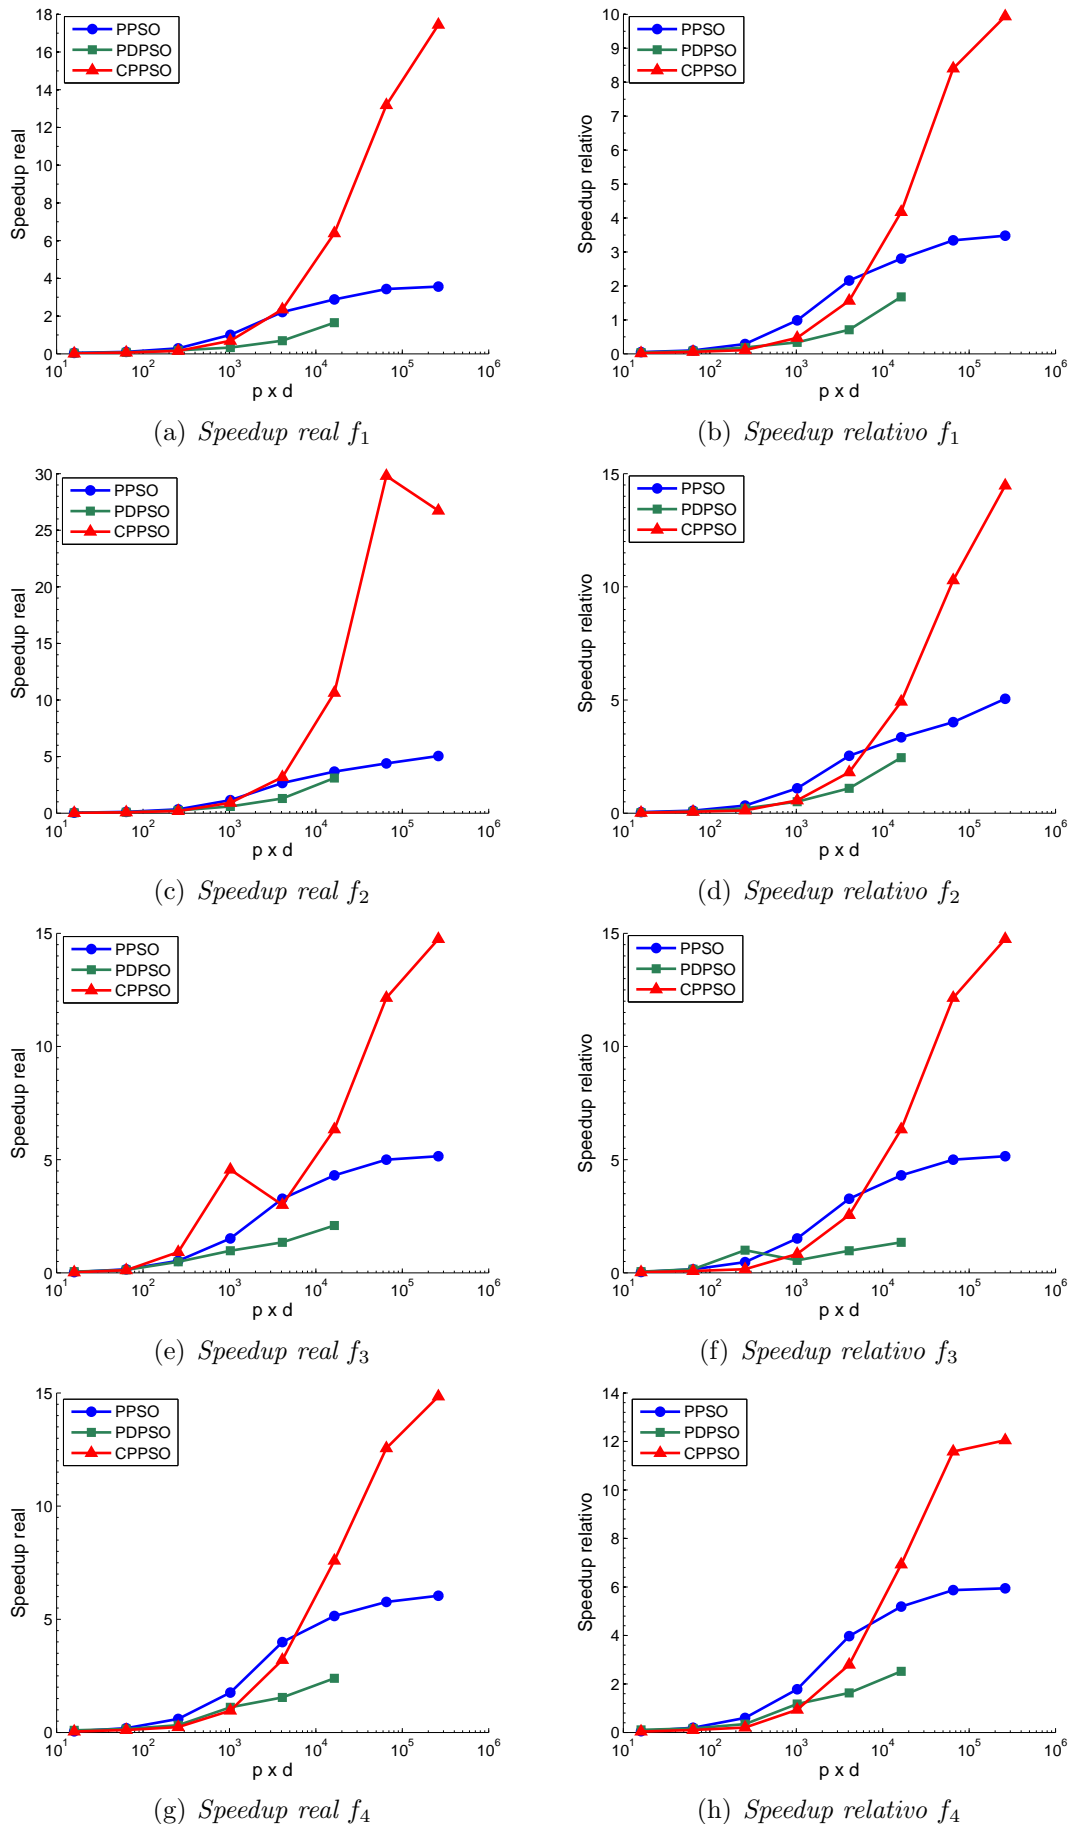 18
16
14
12
10
8
6
4
2
0
Speedup real
PPSO
PDPSO
CPPSO
10^1 10^2 10^3 10^4 10^5 10^6
p x d
(a) Speedup real f_1
10
9
8
7
6
5
4
3
2
1
0
Speedup relativo
PPSO
PDPSO
CPPSO
10^1 10^2 10^3 10^4 10^5 10^6
p x d
(b) Speedup relativo f_1
30
25
20
15
10
5
0
Speedup real
PPSO
PDPSO
CPPSO
10^1 10^2 10^3 10^4 10^5 10^6
p x d
(c) Speedup real f_2
15
10
5
0
Speedup relativo
PPSO
PDPSO
CPPSO
10^1 10^2 10^3 10^4 10^5 10^6
p x d
(d) Speedup relativo f_2
15
10
5
0
Speedup real
PPSO
PDPSO
CPPSO
10^1 10^2 10^3 10^4 10^5 10^6
p x d
(e) Speedup real f_3
15
10
5
0
Speedup relativo
PPSO
PDPSO
CPPSO
10^1 10^2 10^3 10^4 10^5 10^6
p x d
(f) Speedup relativo f_3
15
10
5
0
Speedup real
PPSO
PDPSO
CPPSO
10^1 10^2 10^3 10^4 10^5 10^6
p x d
(g) Speedup real f_4
14
12
10
8
6
4
2
0
Speedup relativo
PPSO
PDPSO
CPPSO
10^1 10^2 10^3 10^4 10^5 10^6
p x d
(h) Speedup relativo f_4